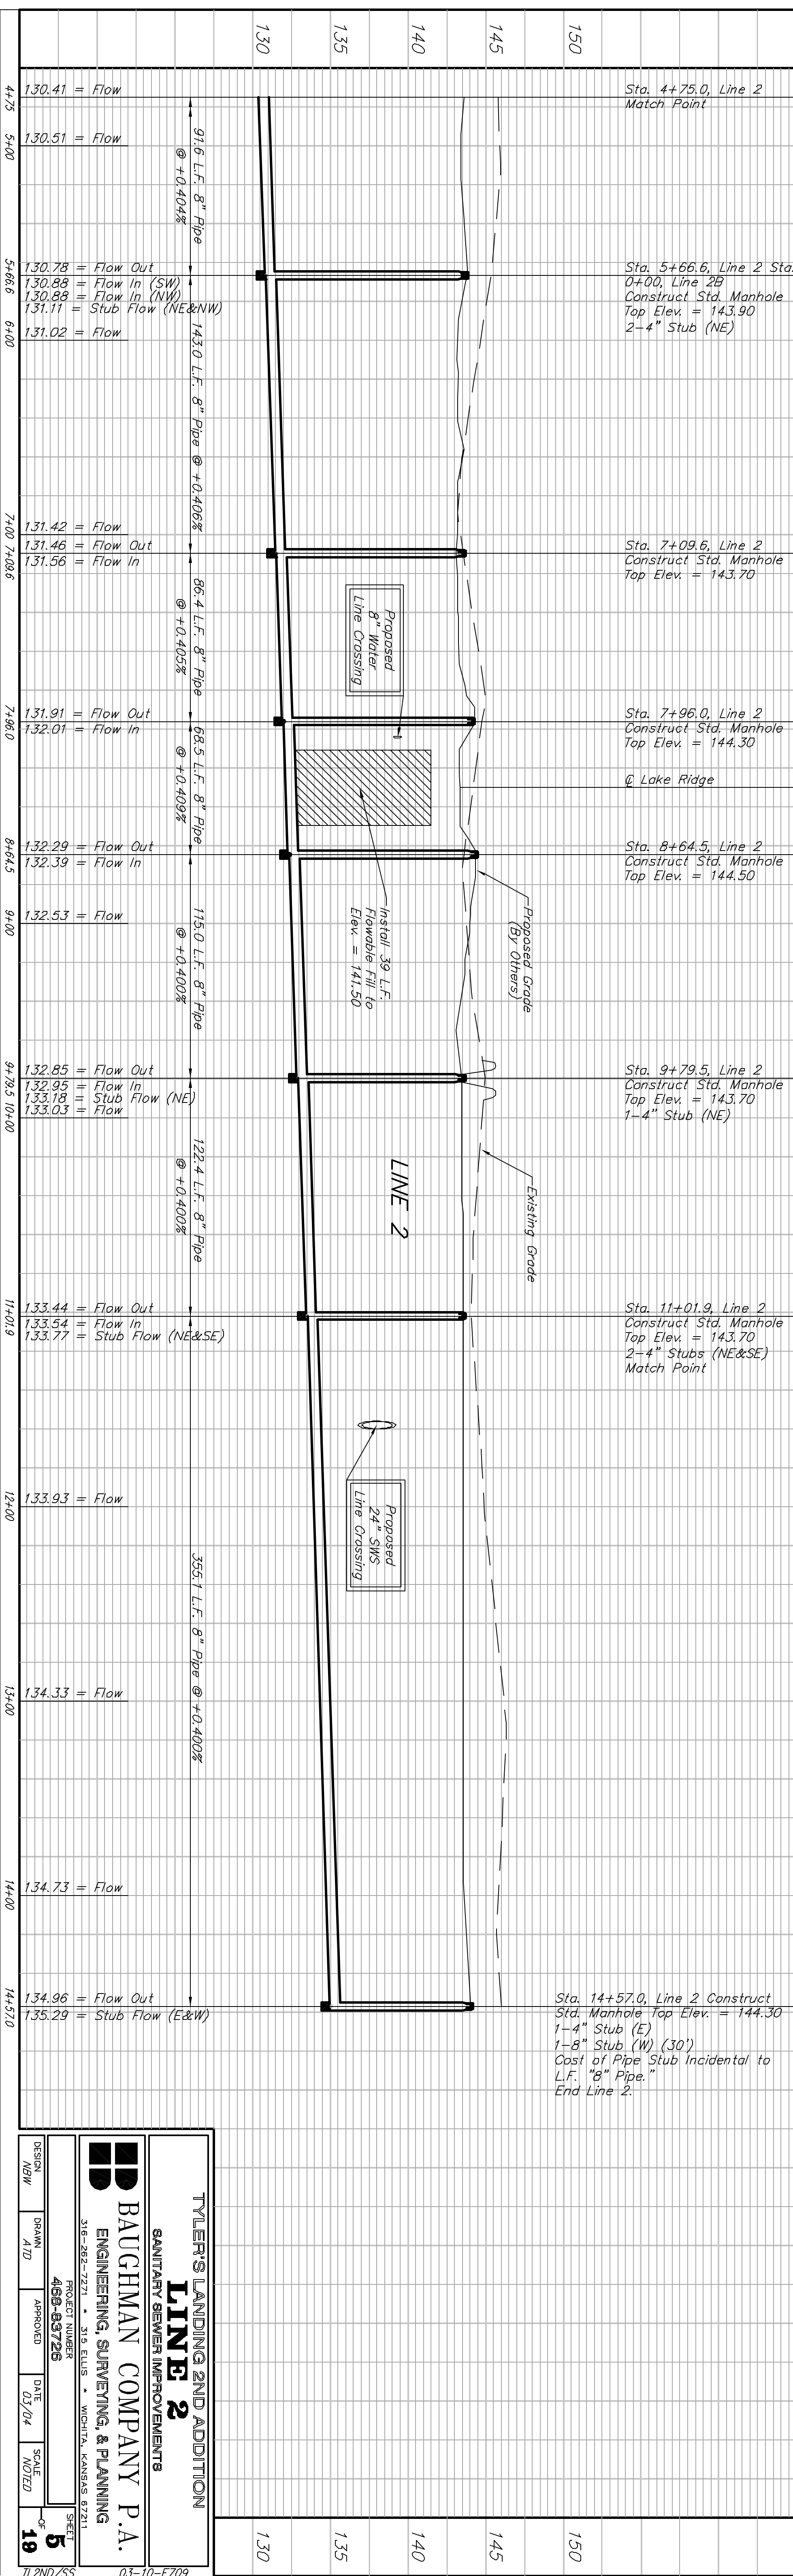 130
135
140
145
150
4+75
130.41 = Flow
Sta. 4+75.0, Line 2
Match Point
91.6 L.F. 8" Pipe
@ +0.404%
5+00
130.51 = Flow
5+66.6
130.78 = Flow Out
130.88 = Flow In (SW)
130.88 = Flow In (NW)
131.11 = Stub Flow (NE&NW)
Sta. 5+66.6, Line 2 Sta.
0+00, Line 2B
Construct Std. Manhole
Top Elev. = 143.90
2-4" Stub (NE)
6+00
131.02 = Flow
143.0 L.F. 8" Pipe @ +0.406%
7+00
131.42 = Flow
7+09.6
131.46 = Flow Out
131.56 = Flow In
Sta. 7+09.6, Line 2
Construct Std. Manhole
Top Elev. = 143.70
86.4 L.F. 8" Pipe
@ +0.405%
Proposed
8" Water
Line Crossing
7+96.0
131.91 = Flow Out
132.01 = Flow In
Sta. 7+96.0, Line 2
Construct Std. Manhole
Top Elev. = 144.30
68.5 L.F. 8" Pipe
@ +0.409%
℄ Lake Ridge
8+64.5
132.29 = Flow Out
132.39 = Flow In
Sta. 8+64.5, Line 2
Construct Std. Manhole
Top Elev. = 144.50
Install 39 L.F.
Flowable Fill to
Elev. = 141.50
Proposed Grade
(By Others)
9+00
132.53 = Flow
115.0 L.F. 8" Pipe
@ +0.400%
9+79.5
132.85 = Flow Out
132.95 = Flow In
133.18 = Stub Flow (NE)
10+00
133.03 = Flow
Sta. 9+79.5, Line 2
Construct Std. Manhole
Top Elev. = 143.70
1-4" Stub (NE)
122.4 L.F. 8" Pipe
@ +0.400%
LINE 2
Existing Grade
11+01.9
133.44 = Flow Out
133.54 = Flow In
133.77 = Stub Flow (NE&SE)
Sta. 11+01.9, Line 2
Construct Std. Manhole
Top Elev. = 143.70
2-4" Stubs (NE&SE)
Match Point
Proposed
24" SWS
Line Crossing
12+00
133.93 = Flow
355.1 L.F. 8" Pipe @ +0.400%
13+00
134.33 = Flow
14+00
134.73 = Flow
14+57.0
134.96 = Flow Out
135.29 = Stub Flow (E&W)
Sta. 14+57.0, Line 2 Construct
Std. Manhole Top Elev. = 144.30
1-4" Stub (E)
1-8" Stub (W) (30')
Cost of Pipe Stub Incidental to
L.F. "8" Pipe."
End Line 2.
130
135
140
145
150
TYLER'S LANDING 2ND ADDITION
LINE 2
SANITARY SEWER IMPROVEMENTS
BAUGHMAN COMPANY P.A.
ENGINEERING, SURVEYING, & PLANNING
316-262-7271 * 315 ELLIS * WICHITA, KANSAS 67211
PROJECT NUMBER
468-83726
DESIGN
NBW
DRAWN
ATD
APPROVED
DATE
03/04
SCALE
NOTED
SHEET
5
OF
19
TL2ND/SS
03-10-E709